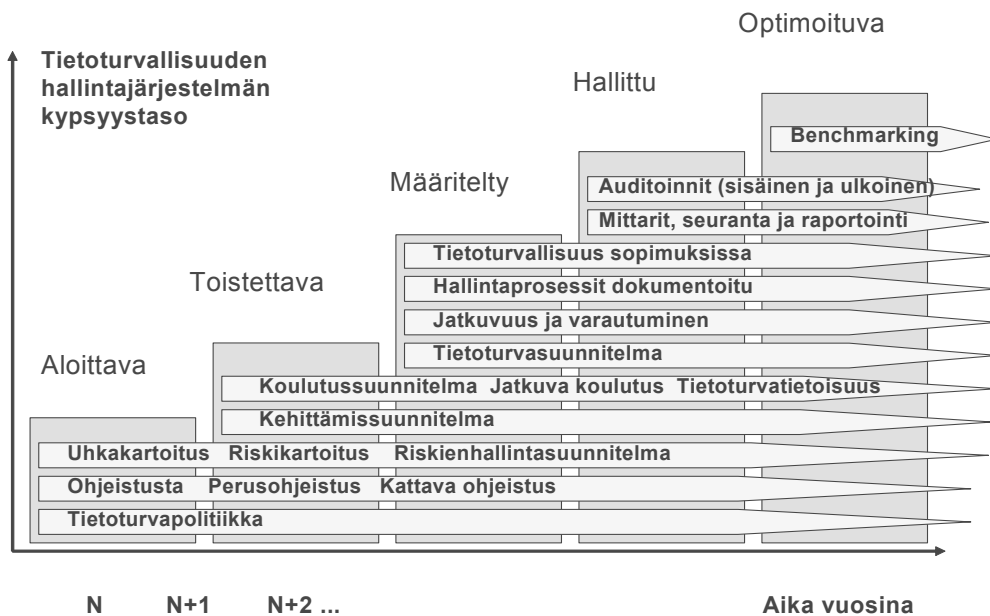 Optimoituva
Tietoturvallisuuden
hallintajärjestelmän
kypsyystaso
Hallittu
Benchmarking
Määritelty
Auditoinnit (sisäinen ja ulkoinen)
Mittarit, seuranta ja raportointi
Tietoturvallisuus sopimuksissa
Toistettava
Hallintaprosessit dokumentoitu
Jatkuvuus ja varautuminen
Tietoturvasuunnitelma
Aloittava
Koulutussuunnitelma Jatkuva koulutus Tietoturvatietoisuus
Kehittämissuunnitelma
Uhkakartoitus Riskikartoitus Riskienhallintasuunnitelma
Ohjeistusta Perusohjeistus Kattava ohjeistus
Tietoturvapolitiikka
N N+1 N+2 ... Aika vuosina